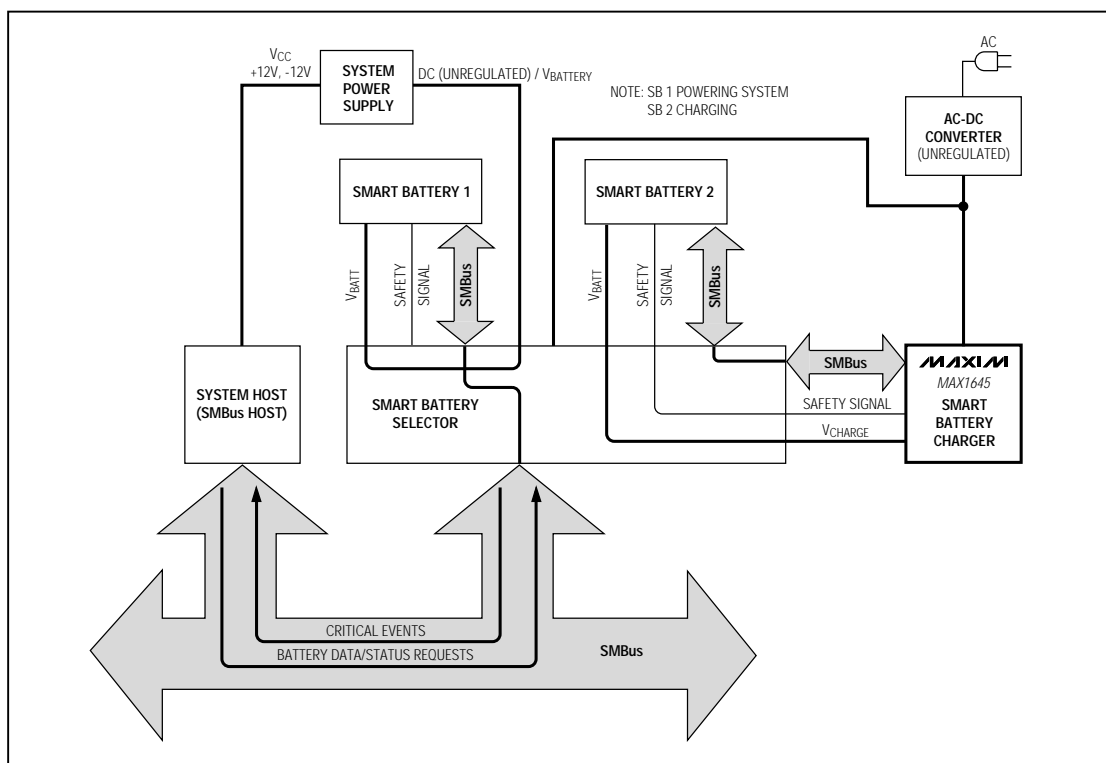 VCC
+12V, -12V
SYSTEM
POWER
SUPPLY
DC (UNREGULATED) / VBATTERY
NOTE: SB 1 POWERING SYSTEM
SB 2 CHARGING
AC
AC-DC
CONVERTER
(UNREGULATED)
SMART BATTERY 1
SMART BATTERY 2
VBATT
SAFETY
SIGNAL
SMBus
VBATT
SAFETY
SIGNAL
SMBus
SYSTEM HOST
(SMBus HOST)
SMART BATTERY
SELECTOR
SMBus
SAFETY SIGNAL
VCHARGE
MAXIM
MAX1645
SMART
BATTERY
CHARGER
CRITICAL EVENTS
BATTERY DATA/STATUS REQUESTS
SMBus